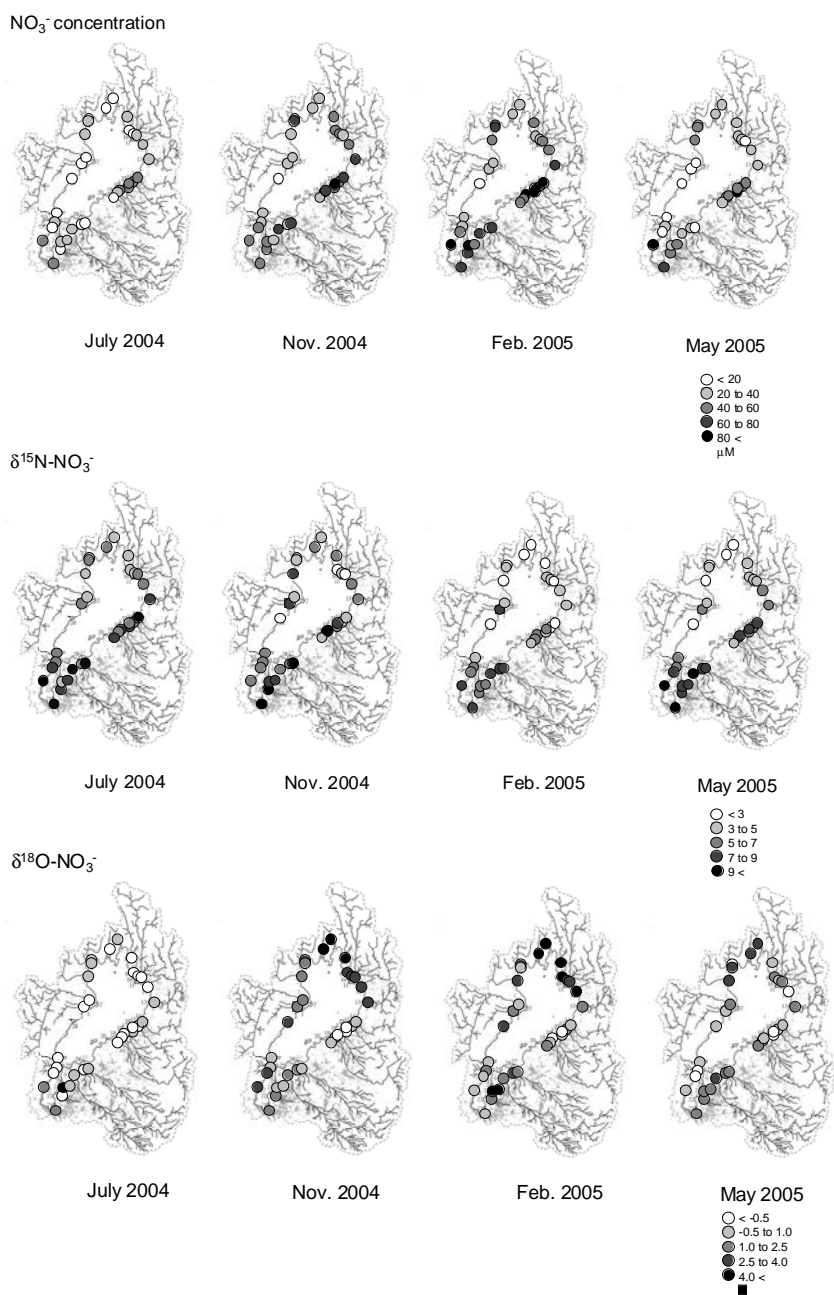 NO₃⁻ concentration
July 2004
Nov. 2004
Feb. 2005
May 2005
< 20
20 to 40
40 to 60
60 to 80
80 <
μM
δ¹⁵N-NO₃⁻
July 2004
Nov. 2004
Feb. 2005
May 2005
< 3
3 to 5
5 to 7
7 to 9
9 <
δ¹⁸O-NO₃⁻
July 2004
Nov. 2004
Feb. 2005
May 2005
< -0.5
-0.5 to 1.0
1.0 to 2.5
2.5 to 4.0
4.0 <